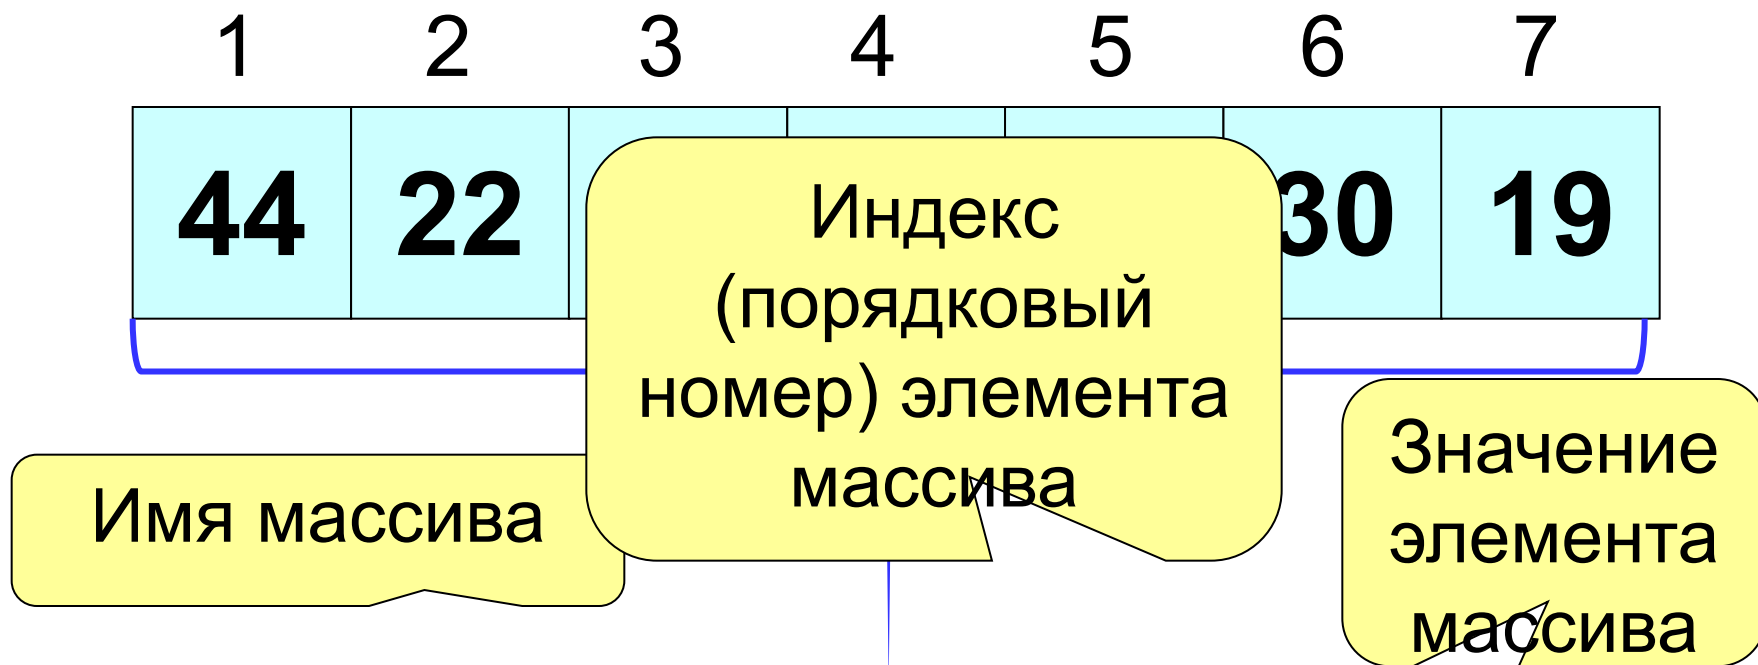 1 2 3 4 5 6 7
44 22 30 19
Индекс
(порядковый
номер) элемента
массива
Имя массива
Значение
элемента
массива